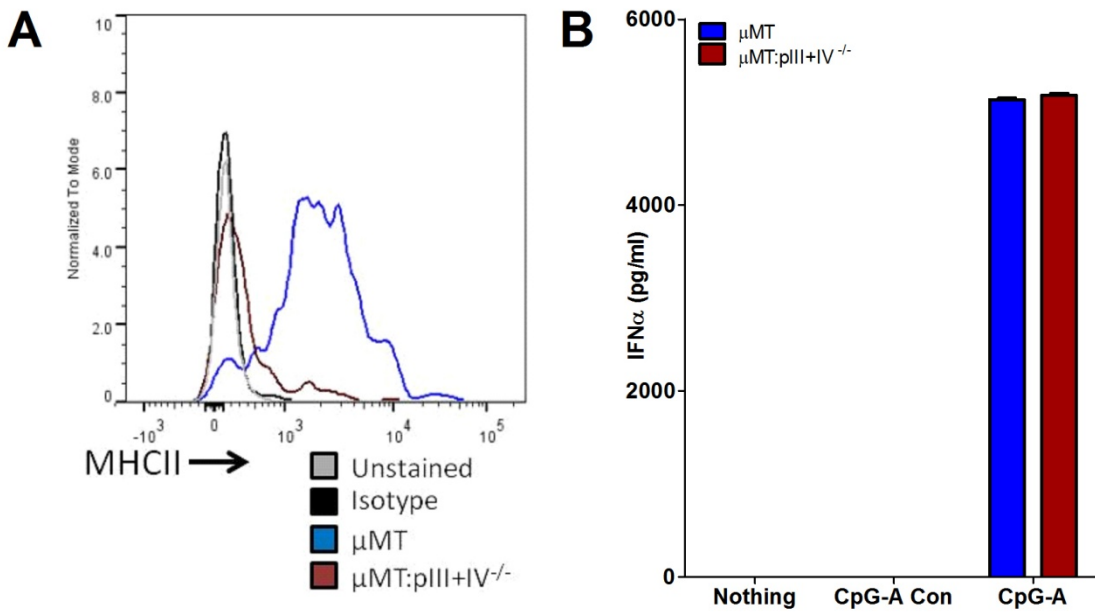 A
10
8.0
6.0
4.0
2.0
0
Normalized To Mode
-10³ 0 10³ 10⁴ 10⁵
MHCII
Unstained
Isotype
μMT
μMT:pIII+IV-/-
B
μMT
μMT:pIII+IV -/-
6000
4000
2000
0
IFNα (pg/ml)
Nothing CpG-A Con CpG-A